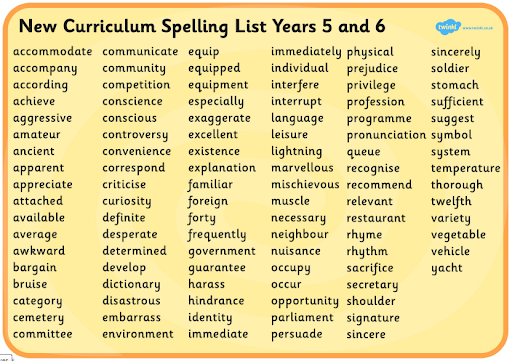 New Curriculum Spelling List Years 5 and 6
twinkl www.twinkl.co.uk
accommodate communicate equip immediately physical sincerely
accompany community equipped individual prejudice soldier
according competition equipment interfere privilege stomach
achieve conscience especially interrupt profession sufficient
aggressive conscious exaggerate language programme suggest
amateur controversy excellent leisure pronunciation symbol
ancient convenience existence lightning queue system
apparent correspond explanation marvellous recognise temperature
appreciate criticise familiar mischievous recommend thorough
attached curiosity foreign muscle relevant twelfth
available definite forty necessary restaurant variety
average desperate frequently neighbour rhyme vegetable
awkward determined government nuisance rhythm vehicle
bargain develop guarantee occupy sacrifice yacht
bruise dictionary harass occur secretary
category disastrous hindrance opportunity shoulder
cemetery embarrass identity parliament signature
committee environment immediate persuade sincere